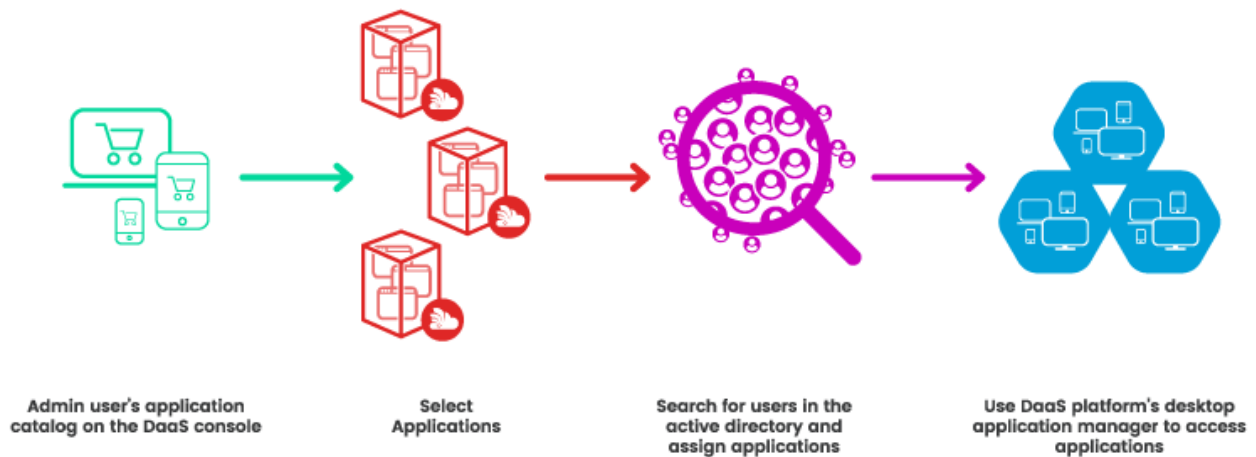 Admin user's application
catalog on the DaaS console
Select
Applications
Search for users in the
active directory and
assign applications
Use DaaS platform's desktop
application manager to access
applications